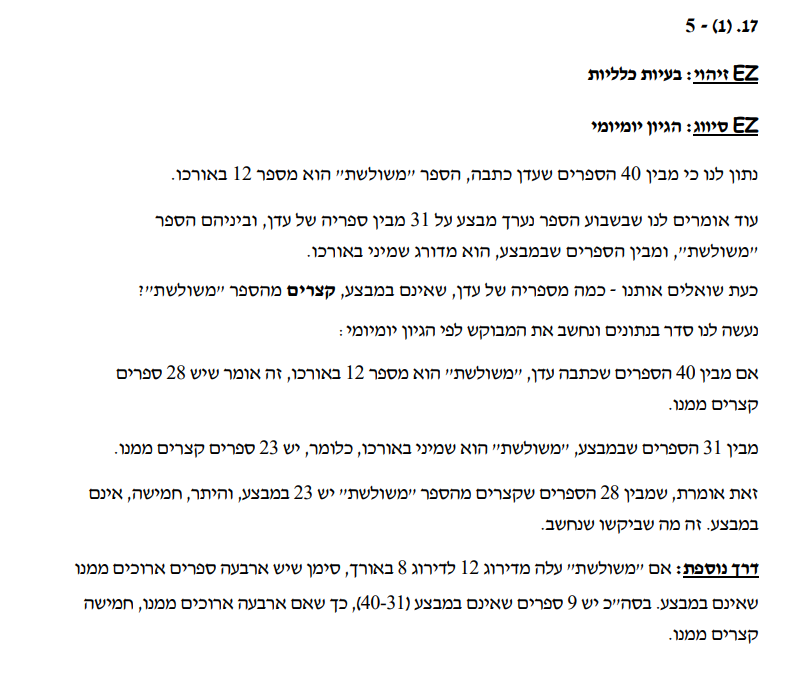 17. (1) - 5
EZ זיהוי: בעיות כלליות
EZ סיווג: הגיון יומיומי
נתון לנו כי מבין 40 הספרים שעדן כתבה, הספר "משולשת" הוא מספר 12 באורכו.
עוד אומרים לנו שבשבוע הספר נערך מבצע על 31 מבין ספריה של עדן, וביניהם הספר
"משולשת", ומבין הספרים שבמבצע, הוא מדורג שמיני באורכו.
כעת שואלים אותנו - כמה מספריה של עדן, שאינם במבצע, קצרים מהספר "משולשת"?
נעשה לנו סדר בנתונים ונחשב את המבוקש לפי הגיון יומיומי:
אם מבין 40 הספרים שכתבה עדן, "משולשת" הוא מספר 12 באורכו, זה אומר שיש 28 ספרים
קצרים ממנו.
מבין 31 הספרים שבמבצע, "משולשת" הוא שמיני באורכו, כלומר, יש 23 ספרים קצרים ממנו.
זאת אומרת, שמבין 28 הספרים שקצרים מהספר "משולשת" יש 23 במבצע, והיתר, חמישה, אינם
במבצע. זה מה שביקשו שנחשב.
דרך נוספת: אם "משולשת" עלה מדירוג 12 לדירוג 8 באורך, סימן שיש ארבעה ספרים ארוכים ממנו
שאינם במבצע. בסה"כ יש 9 ספרים שאינם במבצע (40-31), כך שאם ארבעה ארוכים ממנו, חמישה
קצרים ממנו.